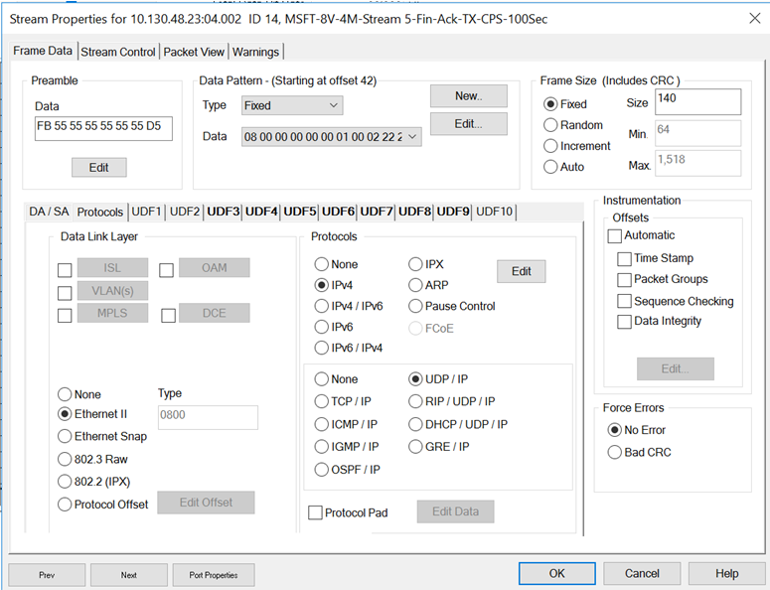 Stream Properties for 10.130.48.23:04.002 ID 14, MSFT-8V-4M-Stream 5-Fin-Ack-TX-CPS-100Sec
Frame Data Stream Control Packet View Warnings
Preamble
Data
FB 55 55 55 55 55 55 D5
Edit
Data Pattern - (Starting at offset 42)
Type Fixed
New..
Data 08 00 00 00 00 00 01 00 02 22 2
Edit...
Frame Size (Includes CRC )
Fixed
Random
Increment
Auto
Size 140
Min. 64
Max. 1,518
DA / SA Protocols UDF1 UDF2 UDF3 UDF4 UDF5 UDF6 UDF7 UDF8 UDF9 UDF10
Data Link Layer
ISL OAM
VLAN(s)
MPLS DCE
None
Ethernet II
Ethernet Snap
802.3 Raw
802.2 (IPX)
Protocol Offset
Type
0800
Edit Offset
Protocols
None IPX
IPv4 ARP
IPv4 / IPv6 Pause Control
IPv6 FCoE
IPv6 / IPv4
Edit
None UDP / IP
TCP / IP RIP / UDP / IP
ICMP / IP DHCP / UDP / IP
IGMP / IP GRE / IP
OSPF / IP
Protocol Pad Edit Data
Instrumentation
Offsets
Automatic
Time Stamp
Packet Groups
Sequence Checking
Data Integrity
Edit...
Force Errors
No Error
Bad CRC
Prev Next Port Properties OK Cancel Help